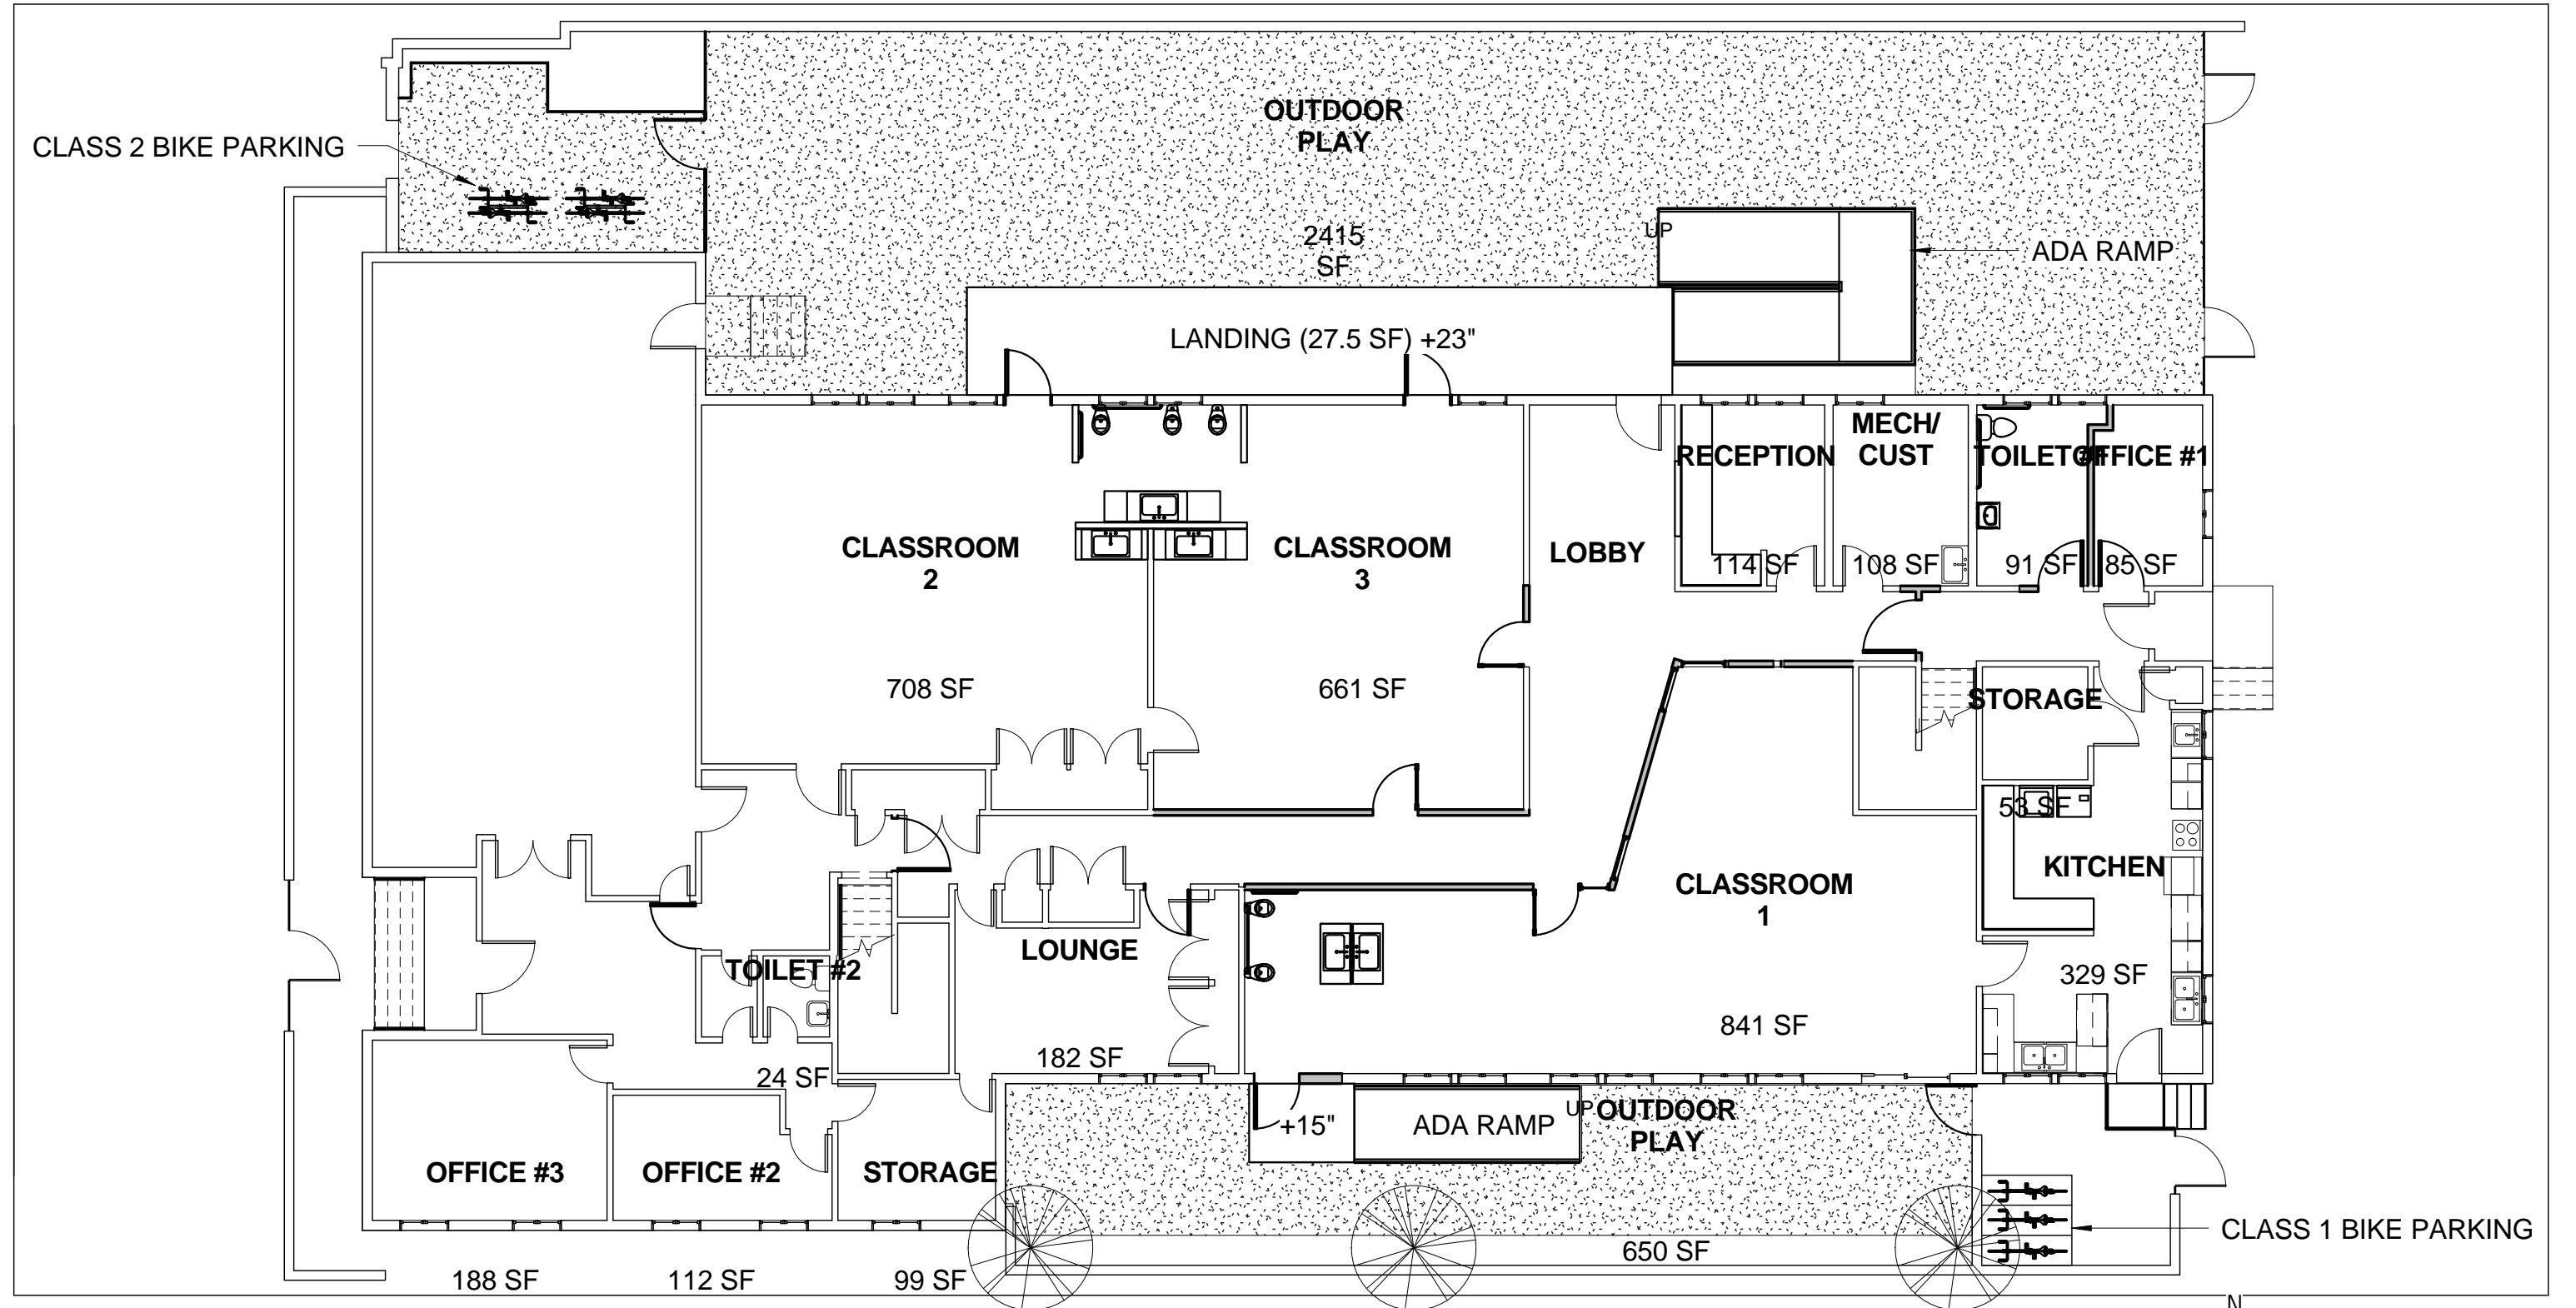 OUTDOOR
PLAY
CLASS 2 BIKE PARKING
2415
SF
UP
ADA RAMP
LANDING (27.5 SF) +23"
MECH/
CUST
RECEPTION
TOILET #1
OFFICE #1
CLASSROOM
2
CLASSROOM
3
LOBBY
114 SF
108 SF
91 SF
85 SF
708 SF
661 SF
STORAGE
53 SF
KITCHEN
CLASSROOM
1
LOUNGE
TOILET #2
329 SF
841 SF
182 SF
24 SF
UP
OUTDOOR
PLAY
+15"
ADA RAMP
OFFICE #3
OFFICE #2
STORAGE
CLASS 1 BIKE PARKING
650 SF
188 SF
112 SF
99 SF
N